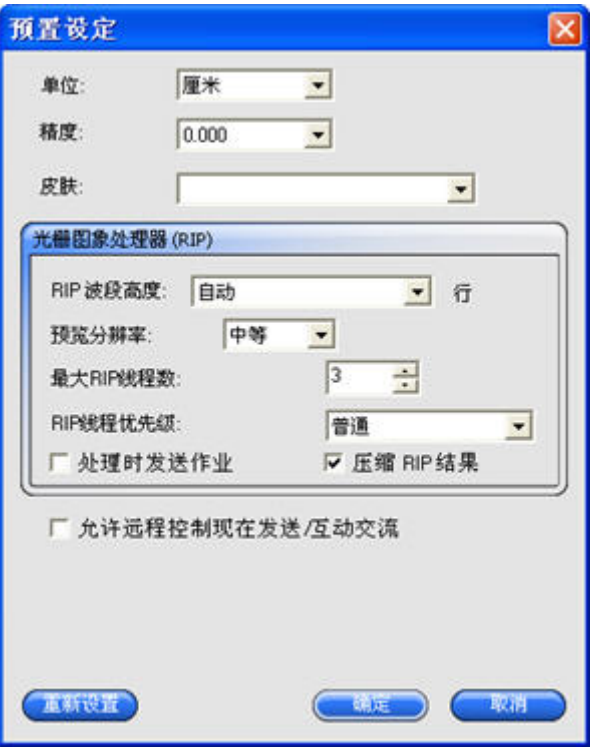 预置设定
单位: 厘米
精度: 0.000
皮肤:
光栅图象处理器 (RIP)
RIP 波段高度: 自动 行
预览分辨率: 中等
最大RIP线程数: 3
RIP线程优先级: 普通
处理时发送作业 压缩 RIP 结果
允许远程控制现在发送/互动交流
重新设置 确定 取消